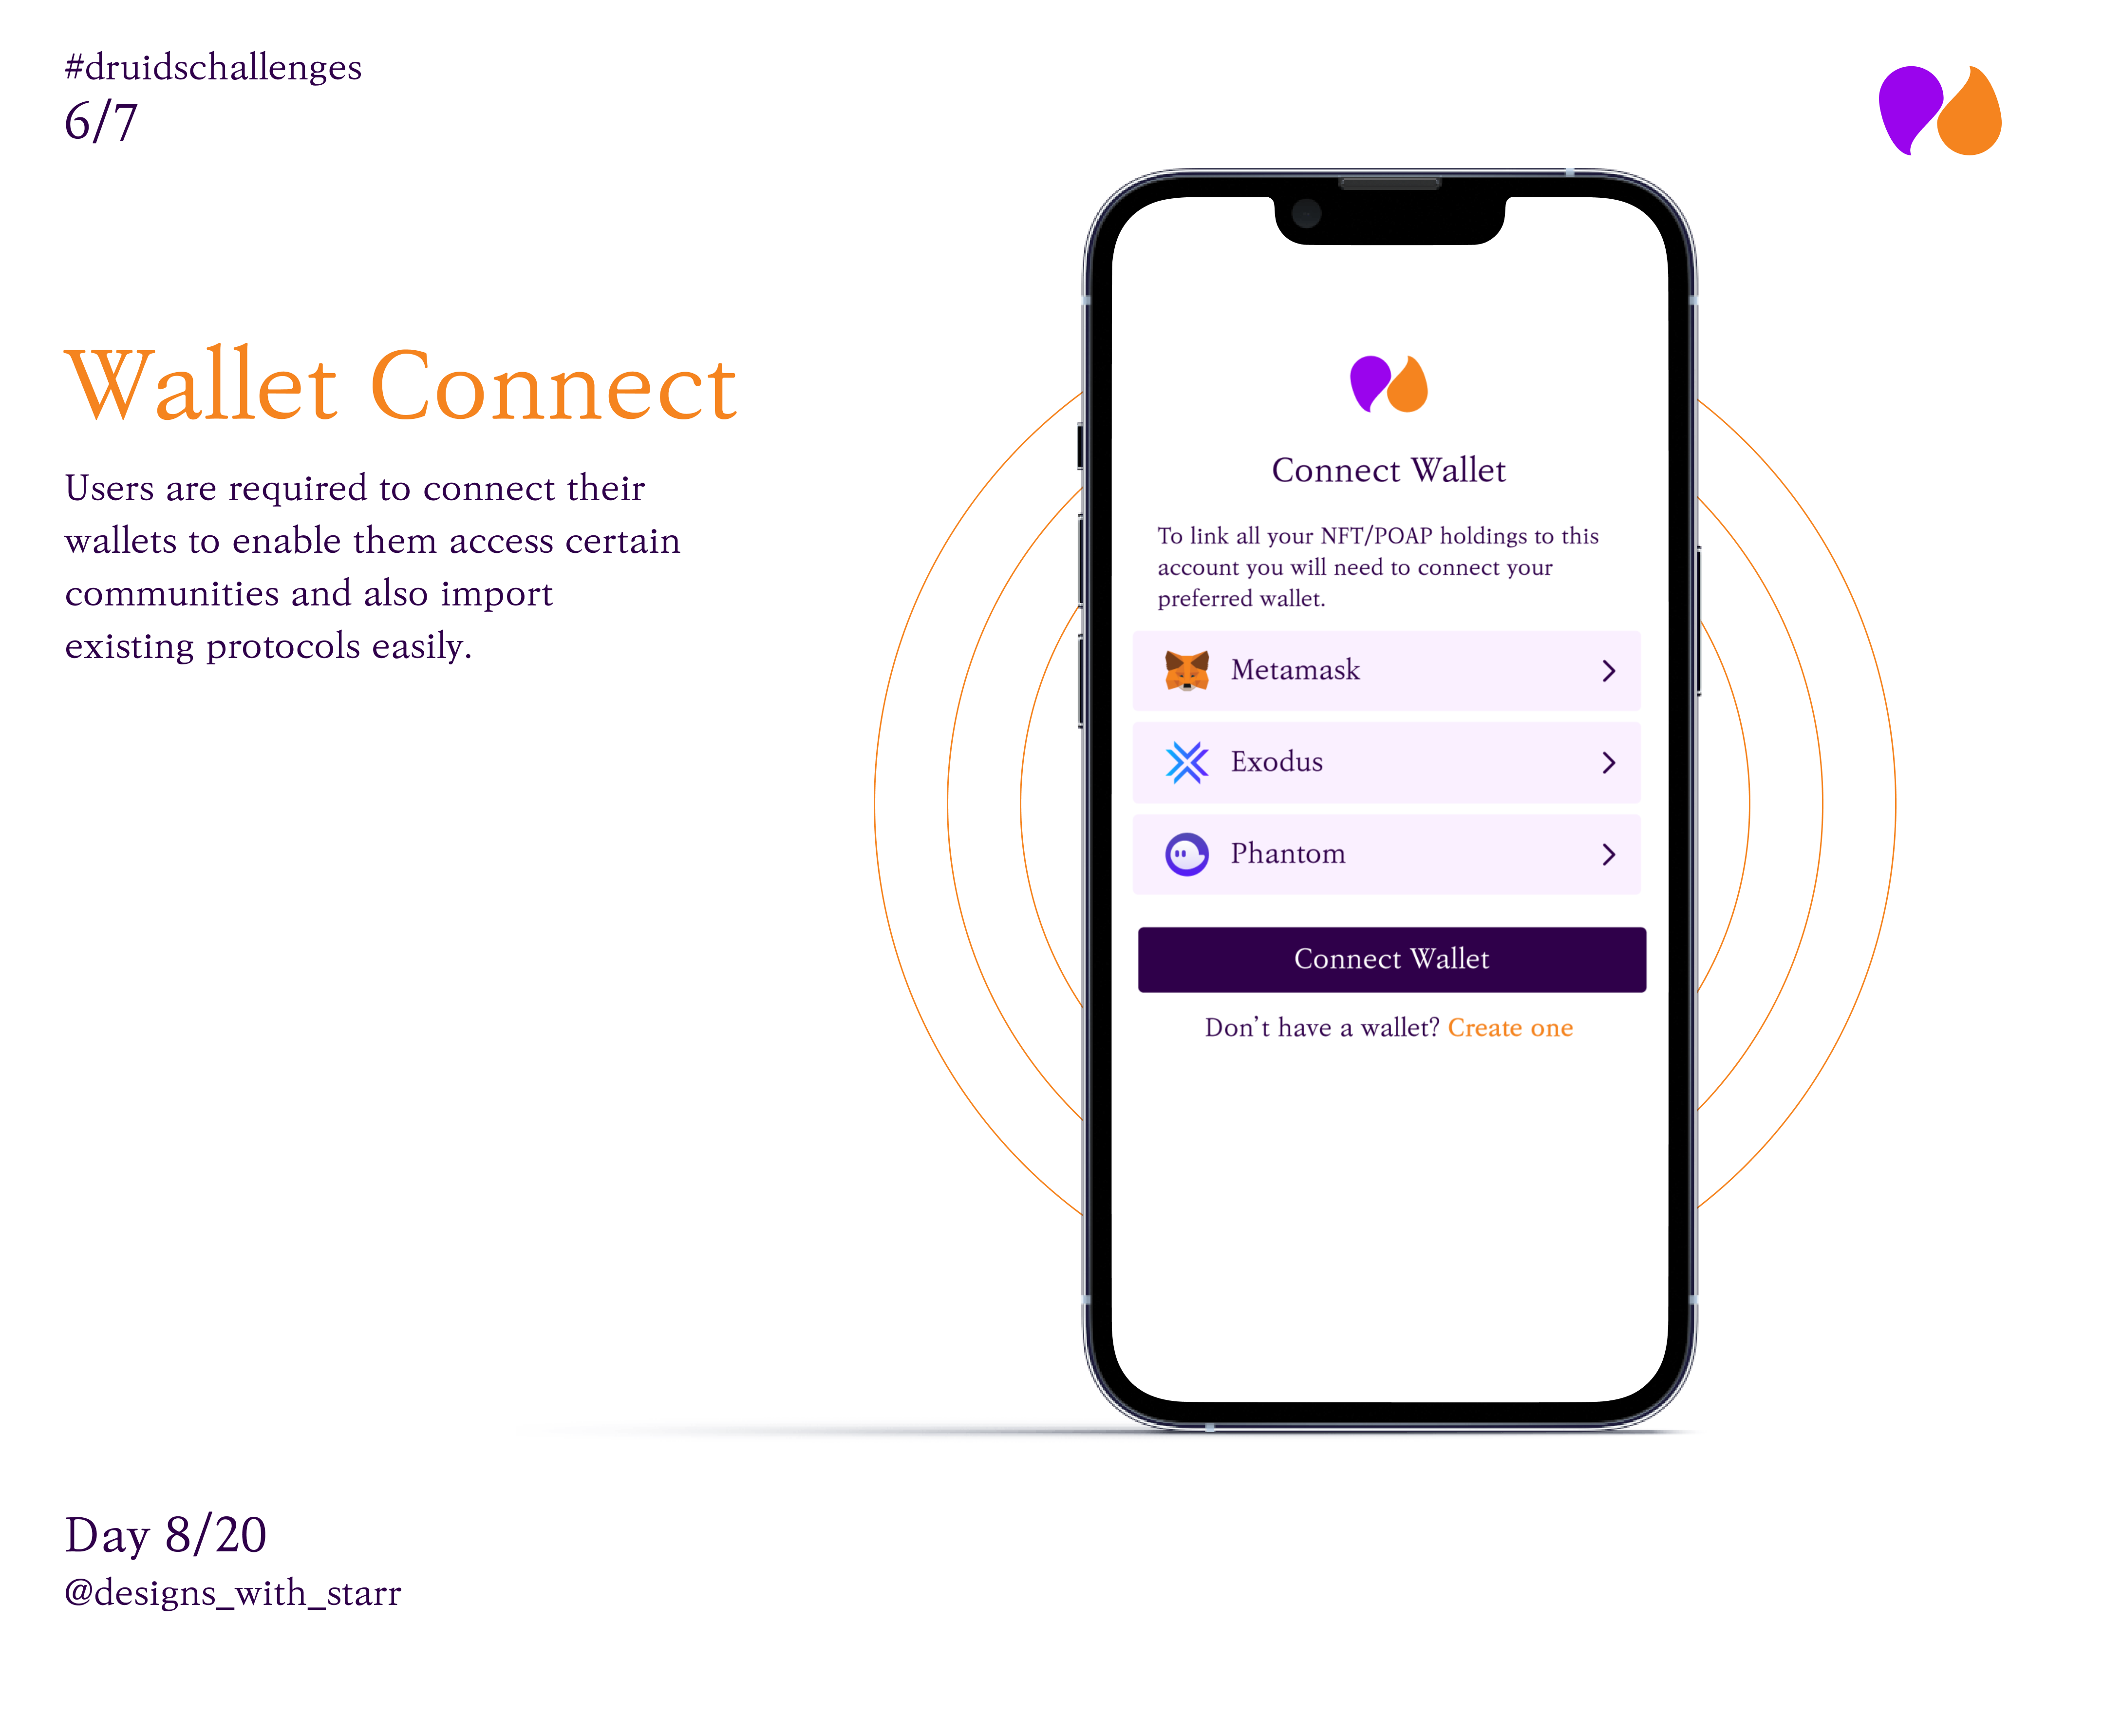 #druidschallenges
6/7
Wallet Connect
Users are required to connect their
wallets to enable them access certain
communities and also import
existing protocols easily.
Connect Wallet
To link all your NFT/POAP holdings to this
account you will need to connect your
preferred wallet.
Metamask
Exodus
Phantom
Connect Wallet
Don’t have a wallet? Create one
Day 8/20
@designs_with_starr